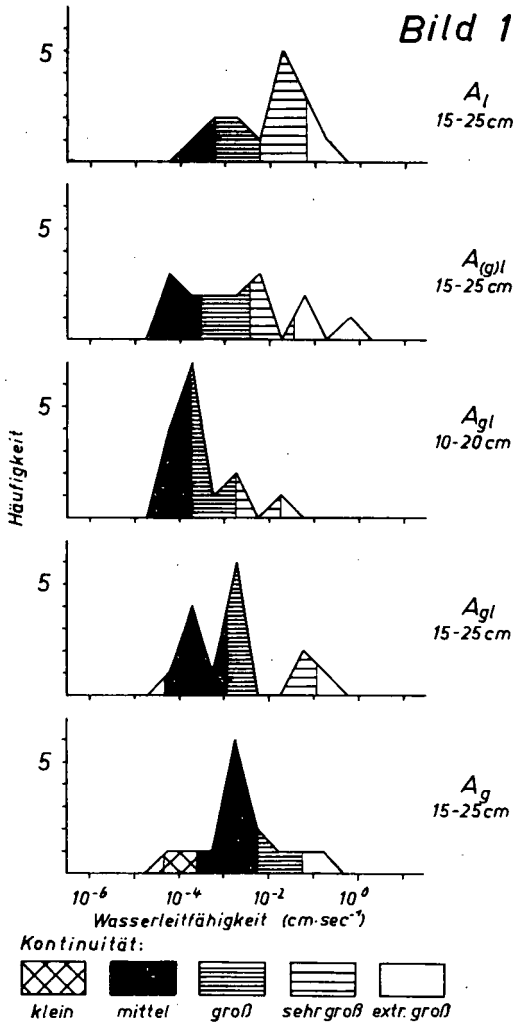 Bild 1
5
A_l
15-25cm
5
A_(g)l
15-25cm
5
A_gl
10-20cm
Häufigkeit
5
A_gl
15-25cm
5
A_g
15-25cm
10⁻⁶ 10⁻⁴ 10⁻² 10⁰
Wasserleitfähigkeit (cm·sec⁻¹)
Kontinuität:
klein mittel groß sehr groß extr. groß